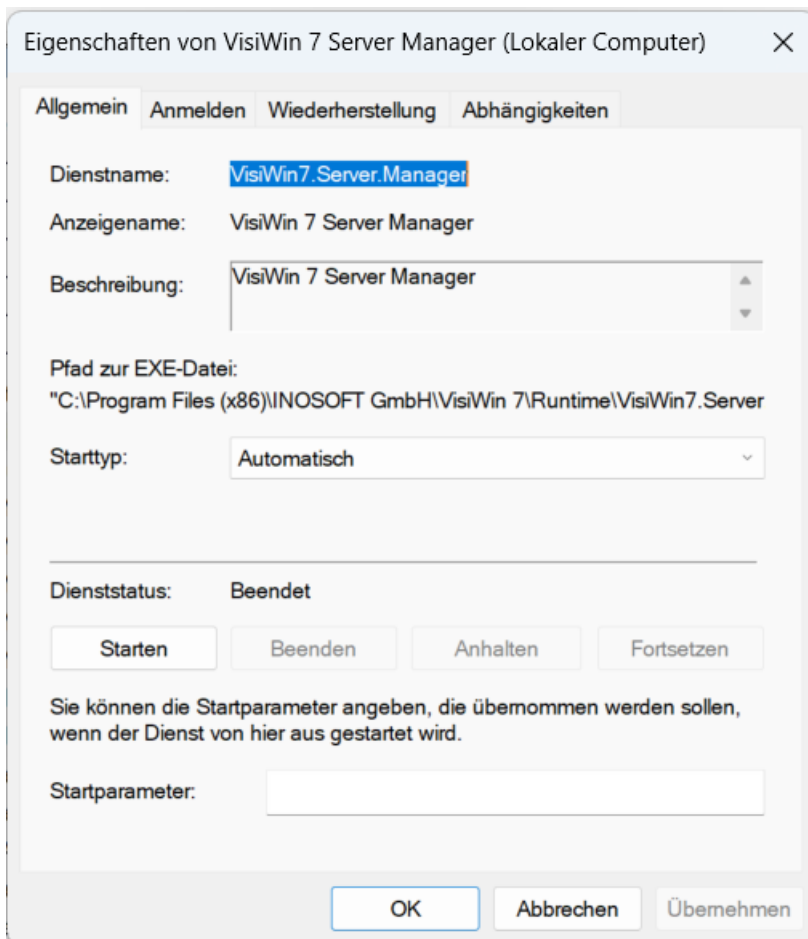 Eigenschaften von VisiWin 7 Server Manager (Lokaler Computer)
Allgemein Anmelden Wiederherstellung Abhängigkeiten
Dienstname: VisiWin7.Server.Manager
Anzeigename: VisiWin 7 Server Manager
Beschreibung: VisiWin 7 Server Manager
Pfad zur EXE-Datei:
"C:\Program Files (x86)\INOSOFT GmbH\VisiWin 7\Runtime\VisiWin7.Server
Starttyp: Automatisch
Dienststatus: Beendet
Starten Beenden Anhalten Fortsetzen
Sie können die Startparameter angeben, die übernommen werden sollen,
wenn der Dienst von hier aus gestartet wird.
Startparameter:
OK Abbrechen Übernehmen